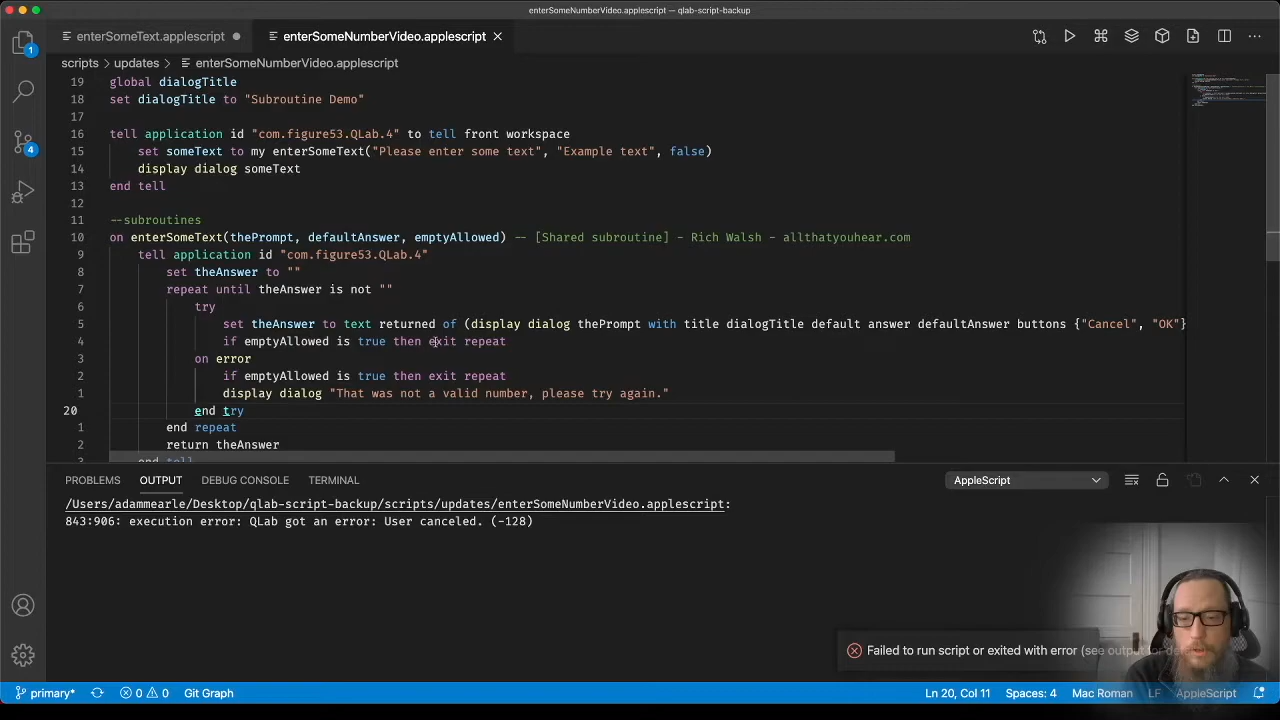 enterSomeNumberVideo.applescript — qlab-script-backup
enterSomeText.applescript
enterSomeNumberVideo.applescript
scripts > updates > enterSomeNumberVideo.applescript
19 global dialogTitle
18 set dialogTitle to "Subroutine Demo"
17
16 tell application id "com.figure53.QLab.4" to tell front workspace
15 set someText to my enterSomeText("Please enter some text", "Example text", false)
14 display dialog someText
13 end tell
12
11 --subroutines
10 on enterSomeText(thePrompt, defaultAnswer, emptyAllowed) -- [Shared subroutine] - Rich Walsh - allthatyouhear.com
9 tell application id "com.figure53.QLab.4"
8 set theAnswer to ""
7 repeat until theAnswer is not ""
6 try
5 set theAnswer to text returned of (display dialog thePrompt with title dialogTitle default answer defaultAnswer buttons {"Cancel", "OK"}
4 if emptyAllowed is true then exit repeat
3 on error
2 if emptyAllowed is true then exit repeat
1 display dialog "That was not a valid number, please try again."
20 end try
1 end repeat
2 return theAnswer
3 end tell
PROBLEMS OUTPUT DEBUG CONSOLE TERMINAL AppleScript
/Users/adammearle/Desktop/qlab-script-backup/scripts/updates/enterSomeNumberVideo.applescript:
843:906: execution error: QLab got an error: User canceled. (-128)
Failed to run script or exited with error (see output for
1
4
primary* 0 0 Git Graph Ln 20, Col 11 Spaces: 4 Mac Roman LF AppleScript